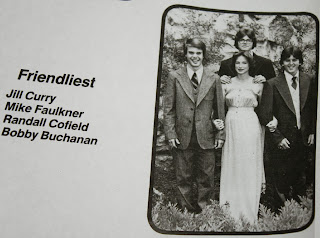 Friendliest
Jill Curry
Mike Faulkner
Randall Cofield
Bobby Buchanan